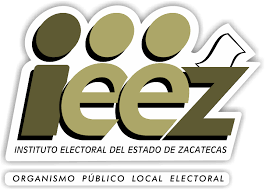 ieez
INSTITUTO ELECTORAL DEL ESTADO DE ZACATECAS
ORGANISMO PÚBLICO LOCAL ELECTORAL